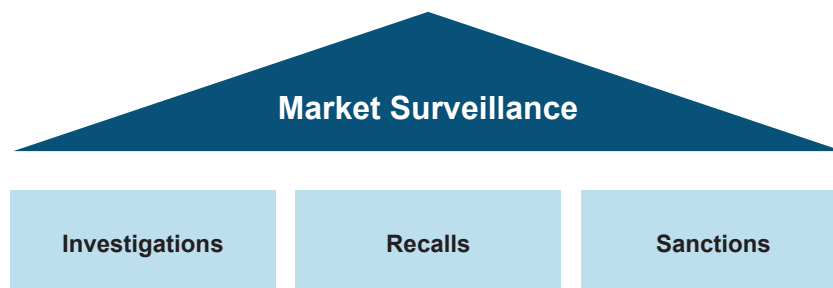 Market Surveillance
Investigations
Recalls
Sanctions